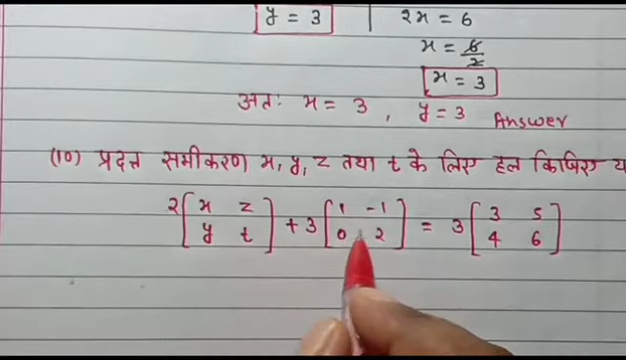 y = 3 2x = 6
x = 6/2
x = 3
अतः x = 3 , y = 3 Answer
(10) प्रदत्त समीकरण x, y, z तथा t के लिए हल किजिए य
2 [ x z ] + 3 [ 1 -1 ] = 3 [ 3 5 ]
[ y t ] [ 0 2 ] [ 4 6 ]